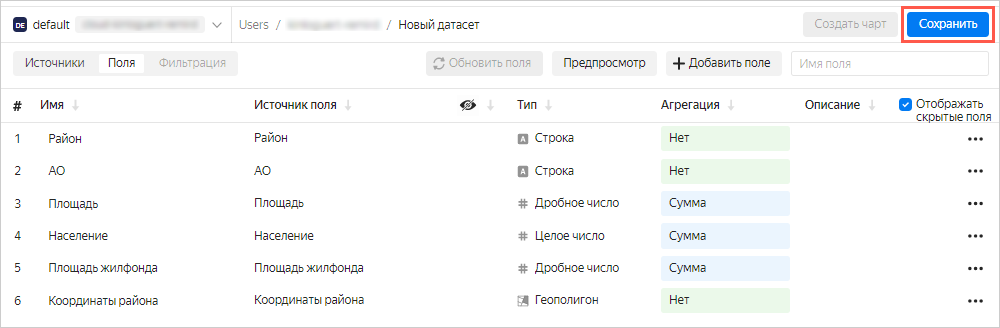 DE default Users / / Новый датасет Создать чарт Сохранить
Источники Поля Фильтрация Обновить поля Предпросмотр + Добавить поле Имя поля
# Имя Источник поля Тип Агрегация Описание Отображать скрытые поля
1 Район Район A Строка Нет
2 АО АО A Строка Нет
3 Площадь Площадь # Дробное число Сумма
4 Население Население # Целое число Сумма
5 Площадь жилфонда Площадь жилфонда # Дробное число Сумма
6 Координаты района Координаты района Геополигон Нет